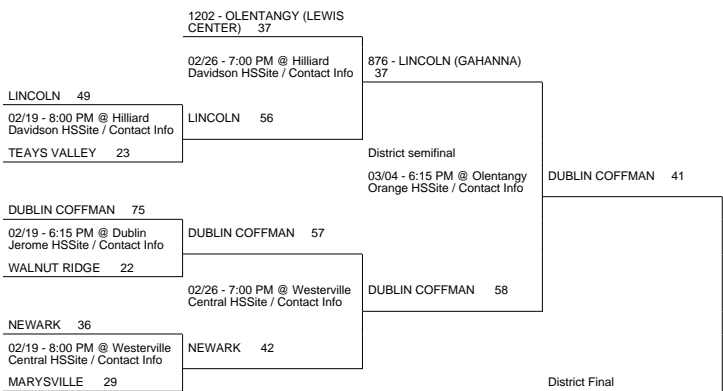 1202 - OLENTANGY (LEWIS
CENTER) 37
02/26 - 7:00 PM @ Hilliard
Davidson HSSite / Contact Info
876 - LINCOLN (GAHANNA)
37
LINCOLN 49
02/19 - 8:00 PM @ Hilliard
Davidson HSSite / Contact Info
LINCOLN 56
TEAYS VALLEY 23
District semifinal
03/04 - 6:15 PM @ Olentangy
Orange HSSite / Contact Info
DUBLIN COFFMAN 41
DUBLIN COFFMAN 75
02/19 - 6:15 PM @ Dublin
Jerome HSSite / Contact Info
DUBLIN COFFMAN 57
WALNUT RIDGE 22
02/26 - 7:00 PM @ Westerville
Central HSSite / Contact Info
DUBLIN COFFMAN 58
NEWARK 36
02/19 - 8:00 PM @ Westerville
Central HSSite / Contact Info
NEWARK 42
MARYSVILLE 29
District Final